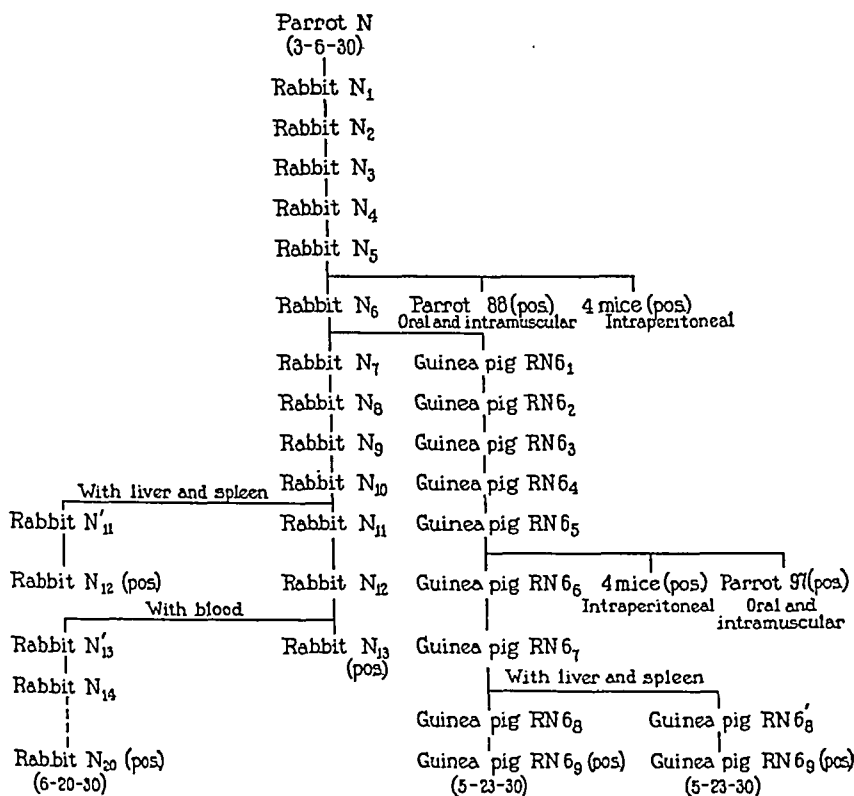 Parrot N
(3-6-30)
Rabbit N₁
Rabbit N₂
Rabbit N₃
Rabbit N₄
Rabbit N₅
Rabbit N₆ Parrot 88 (pos.) 4 mice (pos.)
Oral and intramuscular Intraperitoneal
Rabbit N₇ Guinea pig RN6₁
Rabbit N₈ Guinea pig RN6₂
Rabbit N₉ Guinea pig RN6₃
Rabbit N₁₀ Guinea pig RN6₄
With liver and spleen
Rabbit N'₁₁ Rabbit N₁₁ Guinea pig RN6₅
Rabbit N₁₂ (pos.) Rabbit N₁₂ Guinea pig RN6₆ 4 mice (pos.) Parrot 97 (pos.)
Intraperitoneal Oral and
intramuscular
With blood
Rabbit N'₁₃ Rabbit N₁₃ Guinea pig RN6₇
(pos.)
Rabbit N₁₄
With liver and spleen
Guinea pig RN6₈ Guinea pig RN6'₈
Rabbit N₂₀ (pos.) Guinea pig RN6₉ (pos.) Guinea pig RN6₉ (pos.)
(6-20-30) (5-23-30) (5-23-30)